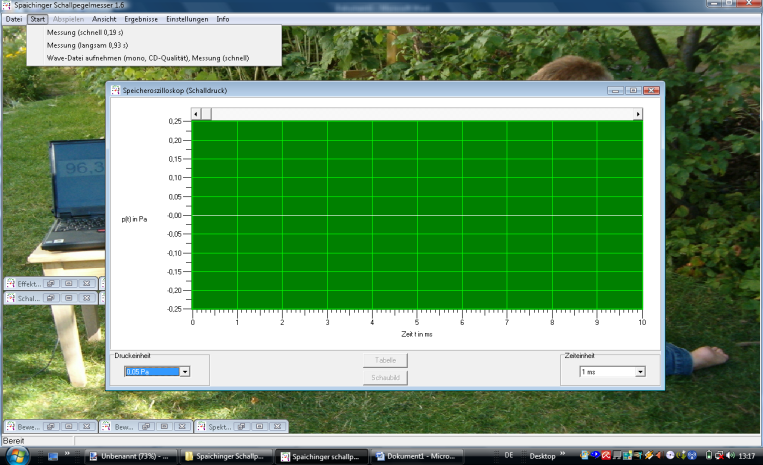 Spaichinger Schallpegelmesser 1.6
Datei Start Abspielen Ansicht Ergebnisse Einstellungen Info
Messung (schnell 0,19 s)
Messung (langsam 0,93 s)
Wave-Datei aufnehmen (mono, CD-Qualität), Messung (schnell)
Speicheroszilloskop (Schalldruck)
0,25
0,20
0,15
0,10
0,05
-0,00
-0,05
-0,10
-0,15
-0,20
-0,25
p(t) in Pa
0 1 2 3 4 5 6 7 8 9 10
Zeit t in ms
96.3
Effekt...
Schal...
Druckeinheit
0,05 Pa
Tabelle
Schaubild
Zeiteinheit
1 ms
Bewe...
Bew...
Spekt...
Bereit
Unbenannt (73%) - ...
Spaichinger Schallp...
Spaichinger schallp...
Dokument1 - Micro...
DE
Desktop
13:17